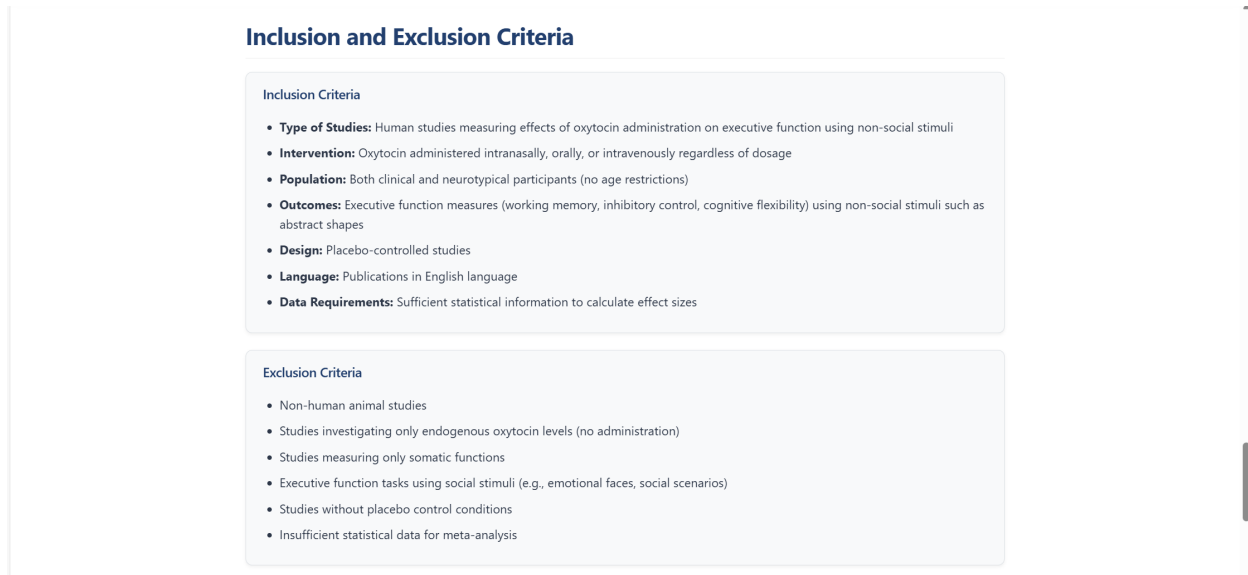 Inclusion and Exclusion Criteria
Inclusion Criteria
• Type of Studies: Human studies measuring effects of oxytocin administration on executive function using non-social stimuli
• Intervention: Oxytocin administered intranasally, orally, or intravenously regardless of dosage
• Population: Both clinical and neurotypical participants (no age restrictions)
• Outcomes: Executive function measures (working memory, inhibitory control, cognitive flexibility) using non-social stimuli such as
abstract shapes
• Design: Placebo-controlled studies
• Language: Publications in English language
• Data Requirements: Sufficient statistical information to calculate effect sizes
Exclusion Criteria
• Non-human animal studies
• Studies investigating only endogenous oxytocin levels (no administration)
• Studies measuring only somatic functions
• Executive function tasks using social stimuli (e.g., emotional faces, social scenarios)
• Studies without placebo control conditions
• Insufficient statistical data for meta-analysis